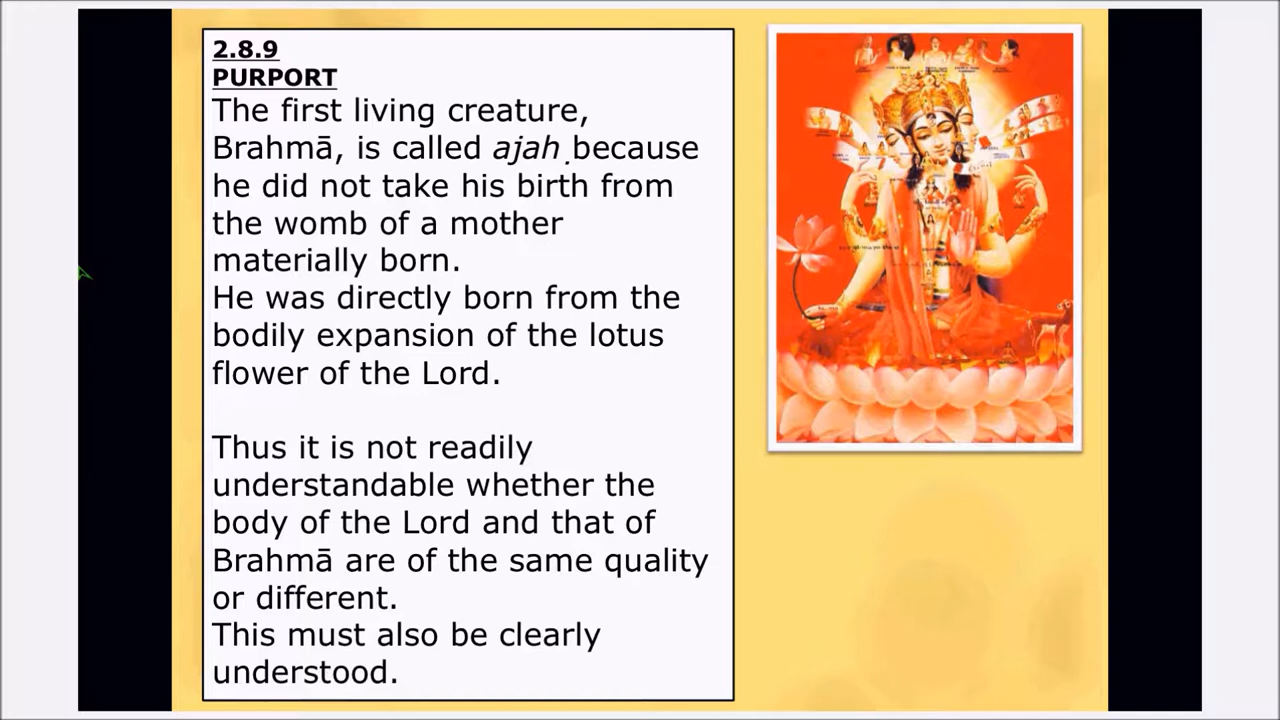 2.8.9
PURPORT
The first living creature,
Brahmā, is called ajaḥ because
he did not take his birth from
the womb of a mother
materially born.
He was directly born from the
bodily expansion of the lotus
flower of the Lord.
Thus it is not readily
understandable whether the
body of the Lord and that of
Brahmā are of the same quality
or different.
This must also be clearly
understood.